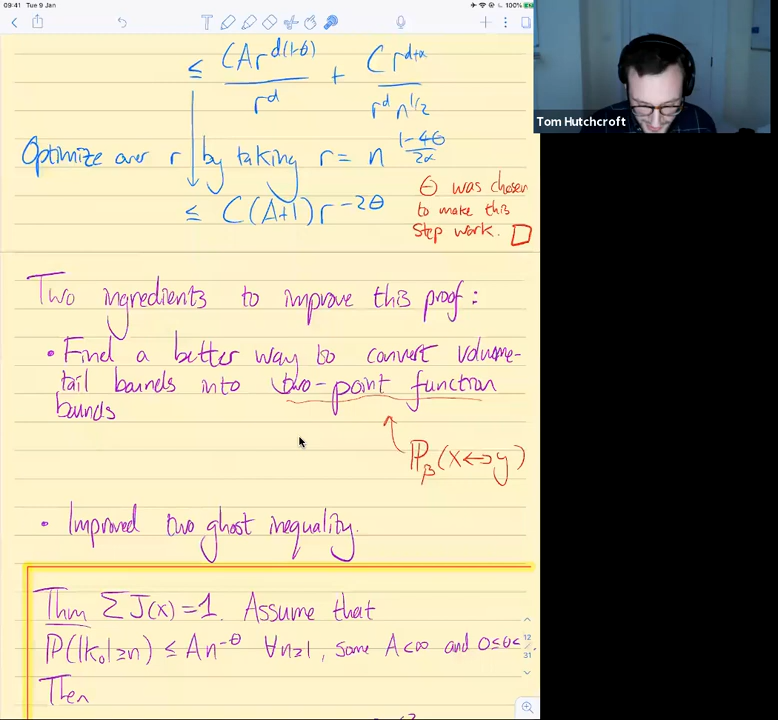 09:41 Tue 9 Jan
100%
≤ CAr^{d(1-θ)} / r^d + Cr^{d+α} / r^d n^{1/2}
Optimize over r by taking r = n^{(1-4θ)/2α}
≤ C(A+1) r^{-2θ}
θ was chosen
to make this
step work. □
Tom Hutchcroft
Two ingredients to improve this proof:
• Find a better way to convert volume-
tail bounds into two-point function
bounds
ℙ_β(x↔y)
• Improved two ghost inequality.
Thm ΣJ(x)=1. Assume that
ℙ(|K₀|≥n) ≤ An^{-θ} ∀n≥1, some A<∞ and 0≤θ<
Then
12
31